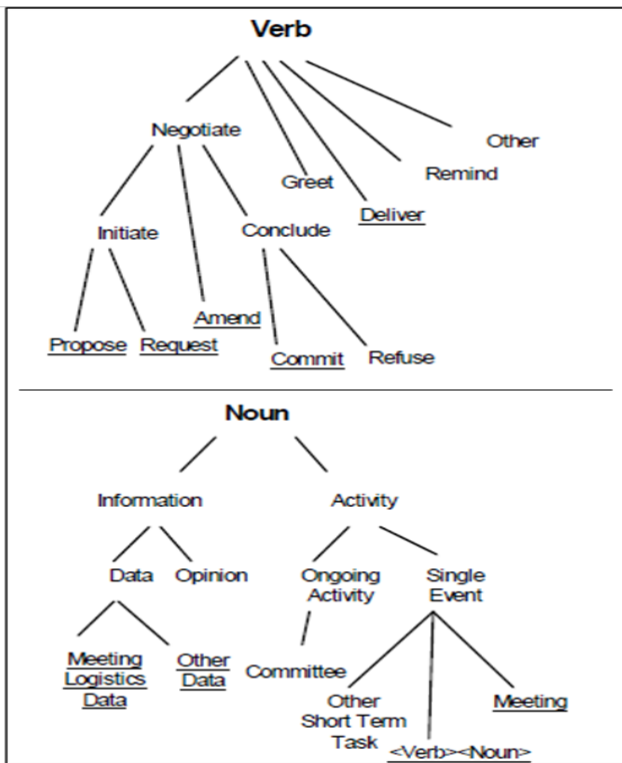 Verb
Negotiate
Other
Greet
Remind
Deliver
Initiate
Conclude
Amend
Propose
Request
Commit
Refuse
Noun
Information
Activity
Data
Opinion
Ongoing
Activity
Single
Event
Meeting
Logistics
Data
Other
Data
Committee
Other
Short Term
Task
<Verb><Noun>
Meeting